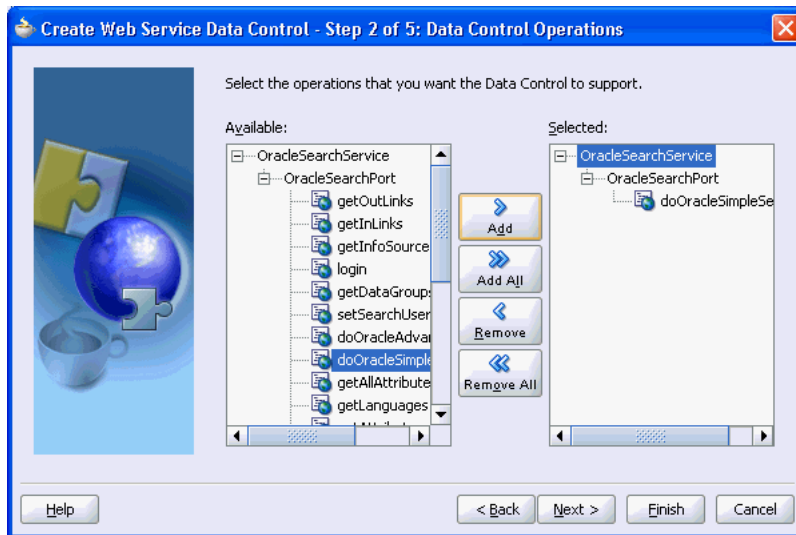 Create Web Service Data Control - Step 2 of 5: Data Control Operations
Select the operations that you want the Data Control to support.
Available:
OracleSearchService
OracleSearchPort
getOutLinks
getInLinks
getInfoSource
login
getDataGroups
setSearchUser
doOracleAdva
doOracleSimple
getAllAttribute
getLanguages
Add
Add All
Remove
Remove All
Selected:
OracleSearchService
OracleSearchPort
doOracleSimpleSe
Help
< Back
Next >
Finish
Cancel